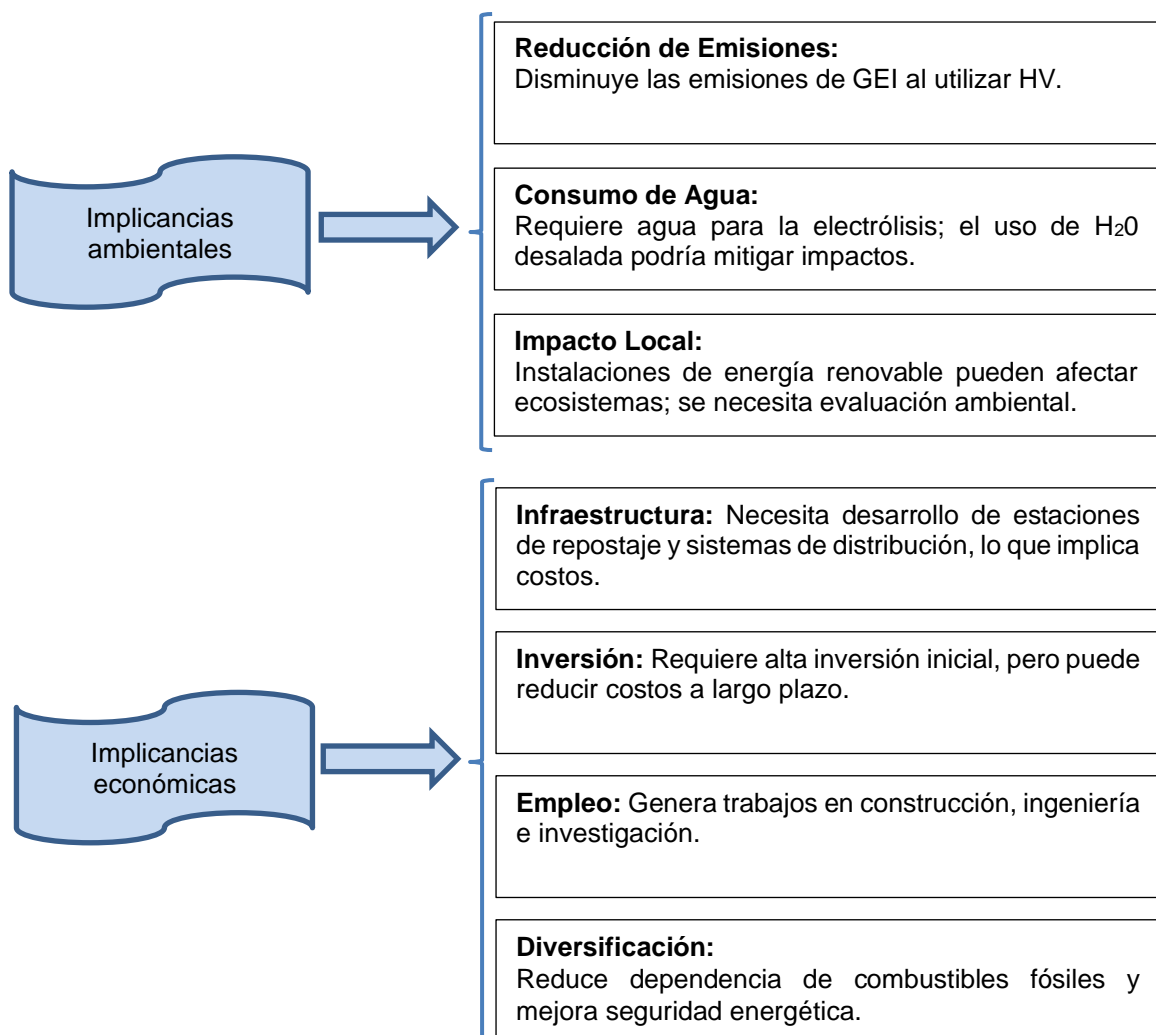 Implicancias
ambientales
Reducción de Emisiones:
Disminuye las emisiones de GEI al utilizar HV.
Consumo de Agua:
Requiere agua para la electrólisis; el uso de H₂0
desalada podría mitigar impactos.
Impacto Local:
Instalaciones de energía renovable pueden afectar
ecosistemas; se necesita evaluación ambiental.
Implicancias
económicas
Infraestructura: Necesita desarrollo de estaciones
de repostaje y sistemas de distribución, lo que implica
costos.
Inversión: Requiere alta inversión inicial, pero puede
reducir costos a largo plazo.
Empleo: Genera trabajos en construcción, ingeniería
e investigación.
Diversificación:
Reduce dependencia de combustibles fósiles y
mejora seguridad energética.